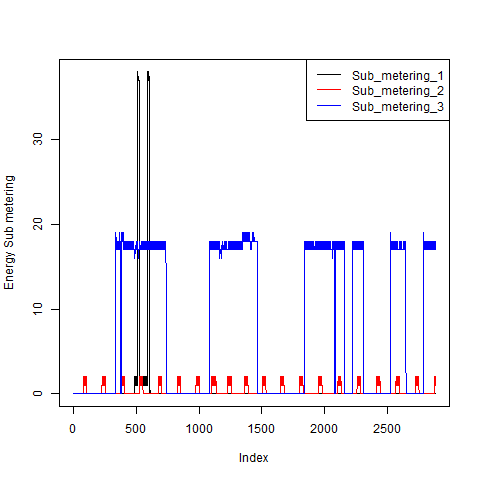 Sub_metering_1
Sub_metering_2
Sub_metering_3
Energy Sub metering
30
20
10
0
0 500 1000 1500 2000 2500
Index